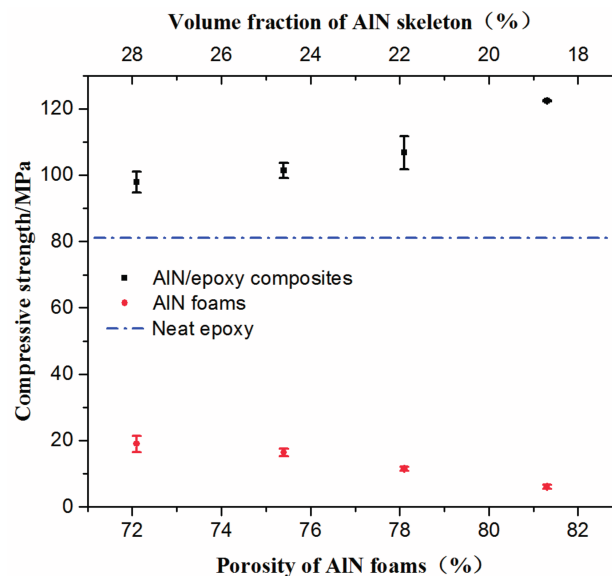 Volume fraction of AlN skeleton（%）
28 26 24 22 20 18
120
100
80
60
40
20
0
Compressive strength/MPa
AlN/epoxy composites
AlN foams
Neat epoxy
72 74 76 78 80 82
Porosity of AlN foams（%）